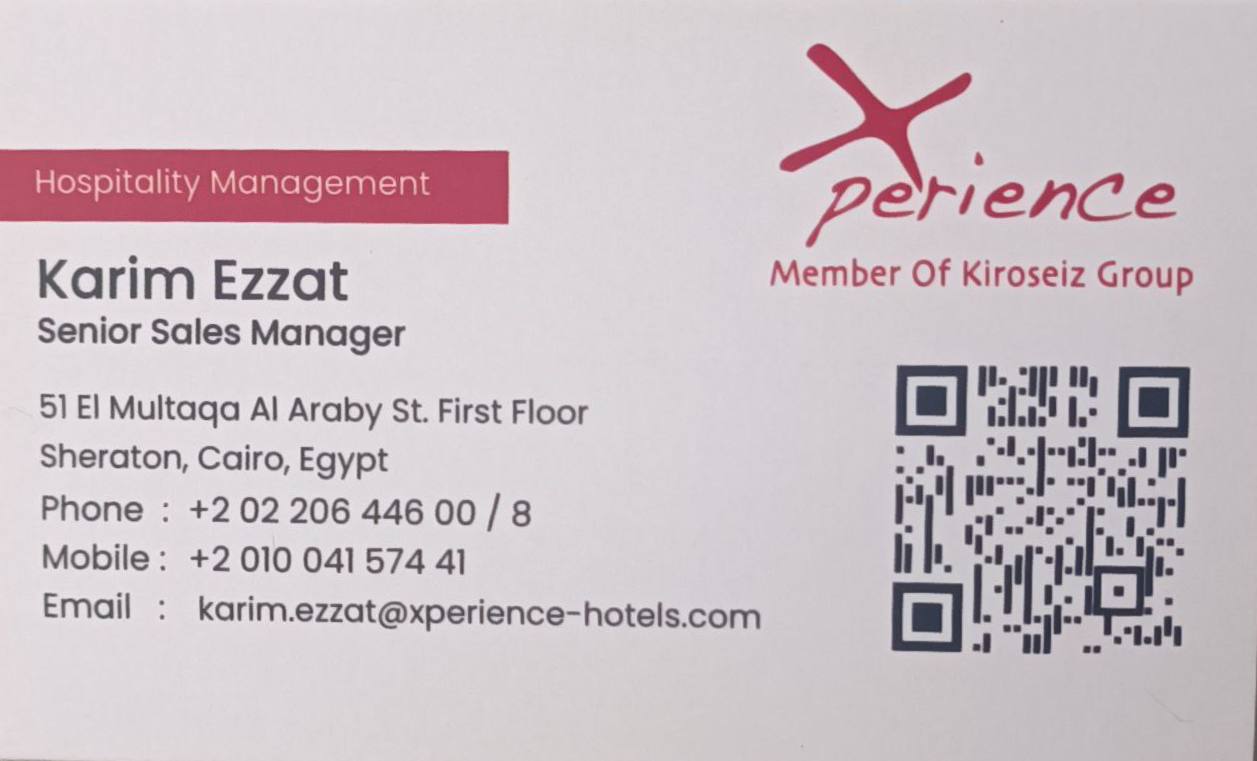 Xperience
Member Of Kiroseiz Group
Hospitality Management
Karim Ezzat
Senior Sales Manager
51 El Multaqa Al Araby St. First Floor
Sheraton, Cairo, Egypt
Phone : +2 02 206 446 00 / 8
Mobile : +2 010 041 574 41
Email : karim.ezzat@xperience-hotels.com